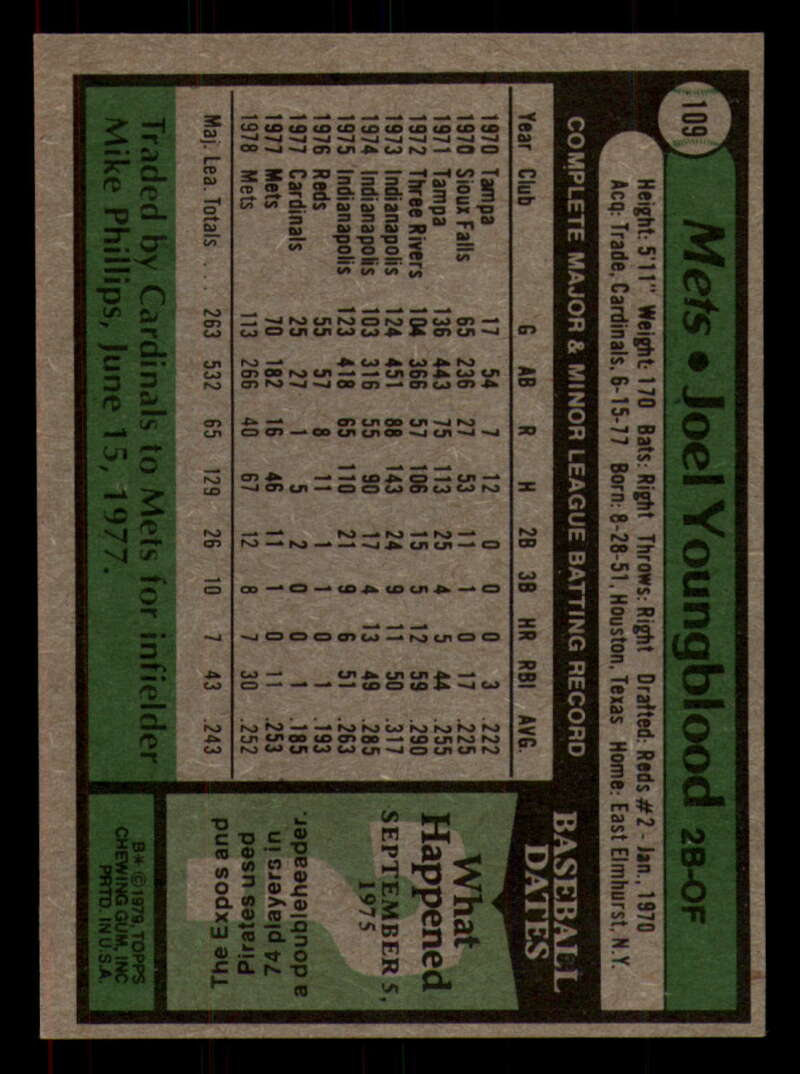 109
Mets • Joel Youngblood 2B-OF
Height: 5'11" Weight: 170 Bats: Right Throws: Right Drafted: Reds #2 - Jan., 1970
Acq: Trade, Cardinals, 6-15-77 Born: 8-28-51, Houston, Texas Home: East Elmhurst, N.Y.
COMPLETE MAJOR & MINOR LEAGUE BATTING RECORD
Year Club G AB R H 2B 3B HR RBI AVG.
1970 Tampa 17 54 7 12 0 0 0 3 .222
1970 Sioux Falls 65 236 27 53 11 1 0 17 .225
1971 Tampa 136 443 75 113 25 4 5 44 .255
1972 Three Rivers 104 366 57 106 15 5 12 59 .290
1973 Indianapolis 124 451 88 143 24 9 11 50 .317
1974 Indianapolis 103 316 55 90 17 4 13 49 .285
1975 Indianapolis 123 418 65 110 21 9 6 51 .263
1976 Reds 55 57 8 11 1 1 0 1 .193
1977 Cardinals 25 27 1 5 2 0 0 1 .185
1977 Mets 70 182 16 46 11 1 0 11 .253
1978 Mets 113 266 40 67 12 8 7 30 .252
Maj. Lea. Totals . . . 263 532 65 129 26 10 7 43 .243
Traded by Cardinals to Mets for infielder
Mike Phillips, June 15, 1977.
BASEBALL
DATES
What
Happened
SEPTEMBER 5,
1975
The Expos and
Pirates used
74 players in
a doubleheader.
B* © 1979, TOPPS
CHEWING GUM, INC
PRTD. IN U.S.A.